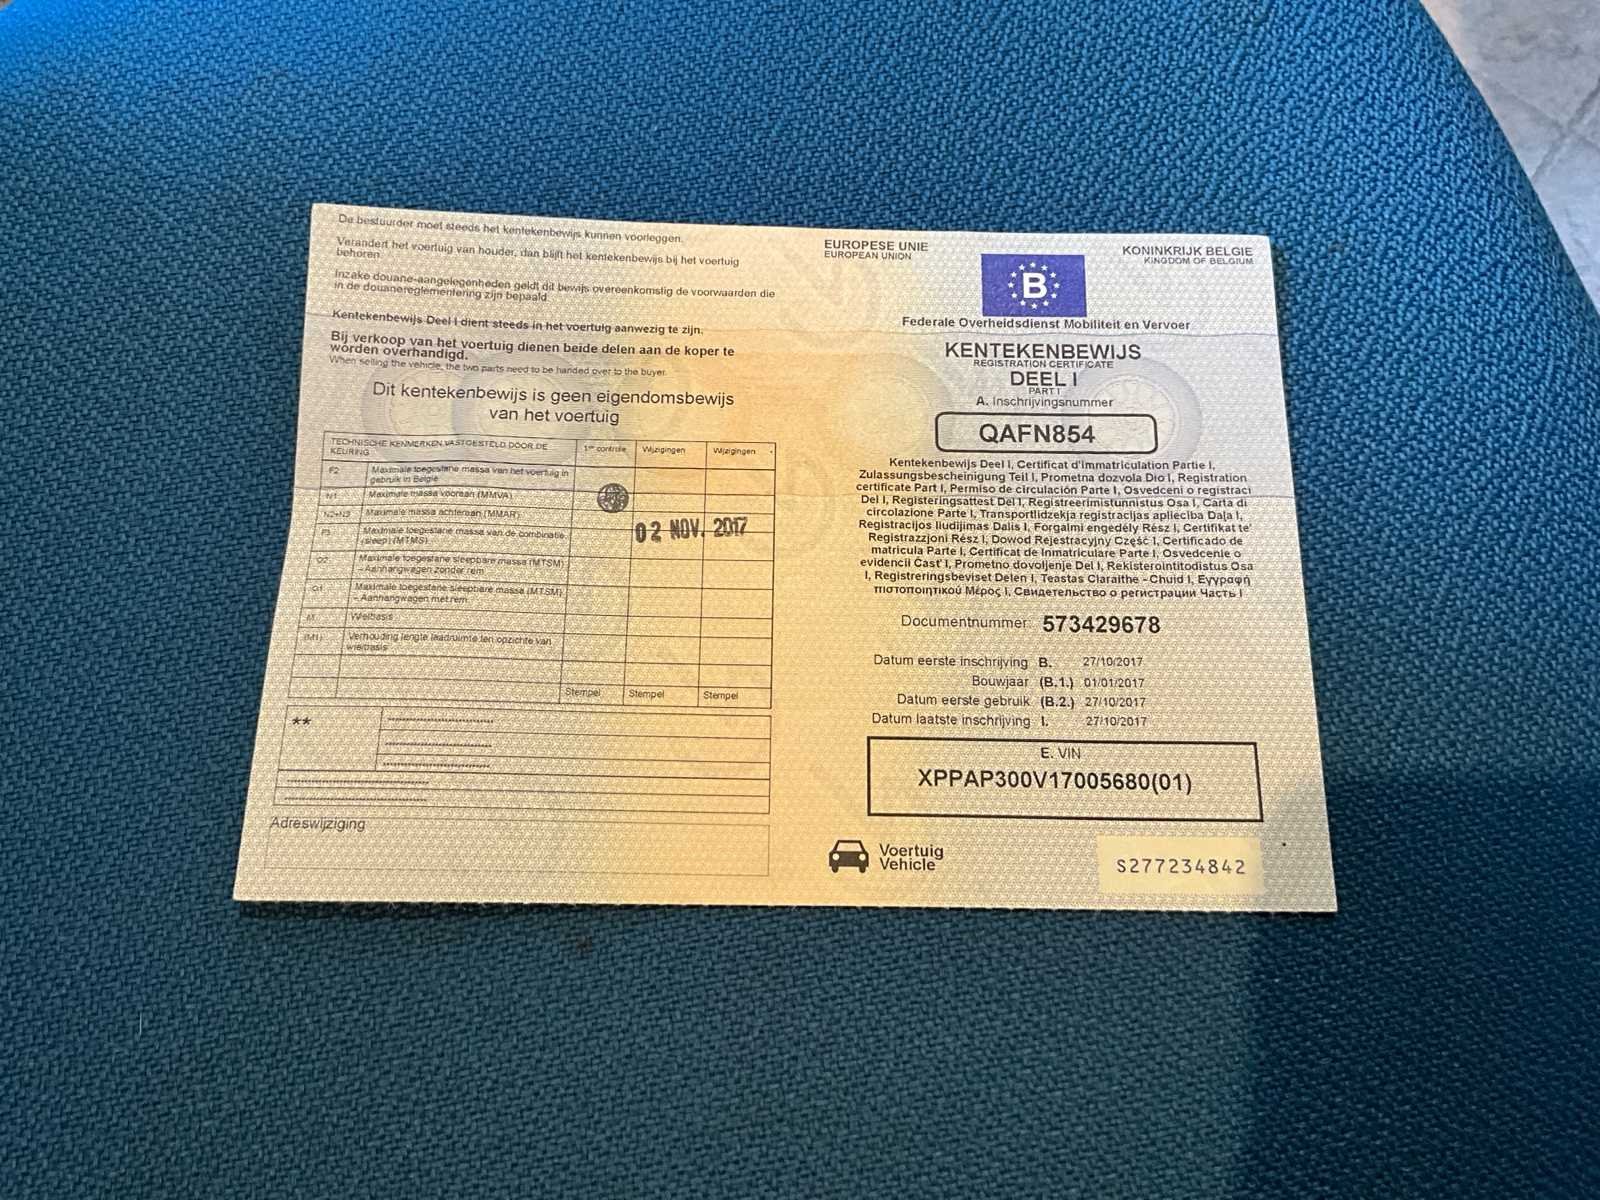 De bestuurder moet steeds het kentekenbewijs kunnen voorleggen.
Verandert het voertuig van houder, dan blijft het kentekenbewijs bij het voertuig
behoren.
Inzake douane-aangelegenheden geldt dit bewijs overeenkomstig de voorwaarden die
in de douanereglementering zijn bepaald.
Kentekenbewijs Deel I dient steeds in het voertuig aanwezig te zijn.
Bij verkoop van het voertuig dienen beide delen aan de koper te
worden overhandigd.
When selling the vehicle, the two parts need to be handed over to the buyer.
Dit kentekenbewijs is geen eigendomsbewijs
van het voertuig
TECHNISCHE KENMERKEN VASTGESTELD DOOR DE
KEURING
1ste controle
Wijzigingen
Wijzigingen
F2 Maximale toegestane massa van het voertuig in
gebruik in België
N1 Maximale massa vooraan (MMVA)
N2+N3 Maximale massa achteraan (MMAR)
F3 Maximale toegestane massa van de combinatie
(sleep) (MTMS)
O2 Maximale toegestane sleepbare massa (MTSM)
- Aanhangwagen zonder rem
O1 Maximale toegestane sleepbare massa (MTSM)
- Aanhangwagen met rem
M Wielbasis
(M1) Verhouding lengte laadruimte ten opzichte van
wielbasis
02 NOV. 2017
Stempel Stempel Stempel
**
Adreswijziging
EUROPESE UNIE
EUROPEAN UNION
KONINKRIJK BELGIE
KINGDOM OF BELGIUM
B
Federale Overheidsdienst Mobiliteit en Vervoer
KENTEKENBEWIJS
REGISTRATION CERTIFICATE
DEEL I
PART I
A. Inschrijvingsnummer
QAFN854
Kentekenbewijs Deel I, Certificat d'Immatriculation Partie I,
Zulassungsbescheinigung Teil I, Prometna dozvola Dio I, Registration
certificate Part I, Permiso de circulación Parte I, Osvedceni o registraci
Del I, Registeringsattest Del I, Registreerimistunnistus Osa I, Carta di
circolazione Parte I, Transportlidzekja registracijas apliecïba Daļa I,
Registracijos liudijimas Dalis I, Forgalmi engedély Rész I, Certifikat te'
Registrazzjoni Rész I, Dowod Rejestracyjny Część I, Certificado de
matricula Parte I, Certificat de Inmatriculare Parte I, Osvedcenie o
evidencii Cast' I, Prometno dovoljenje Del I, Rekisterointitodistus Osa
I, Registreringsbeviset Delen I, Teastas Claraithe - Chuid I, Εγγραφή
πιστοποιητικού Μέρος I, Свидетельство о регистрации Часть I
Documentnummer: 573429678
Datum eerste inschrijving B. 27/10/2017
Bouwjaar (B.1.) 01/01/2017
Datum eerste gebruik (B.2.) 27/10/2017
Datum laatste inschrijving I. 27/10/2017
E. VIN
XPPAP300V17005680(01)
Voertuig
Vehicle
S277234842